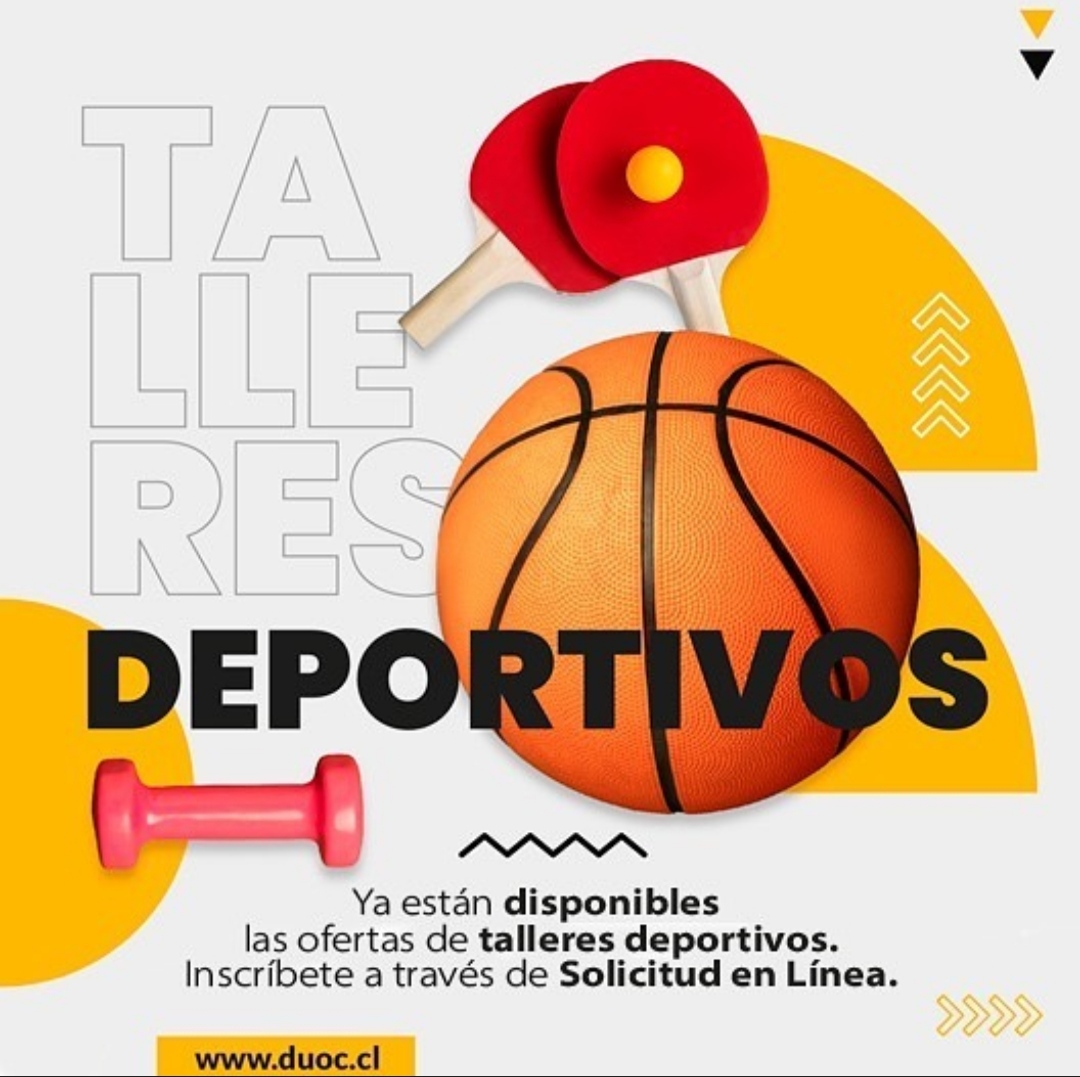 TA
LLE
RES
DEPORTIVOS
Ya están disponibles
las ofertas de talleres deportivos.
Inscríbete a través de Solicitud en Línea.
www.duoc.cl